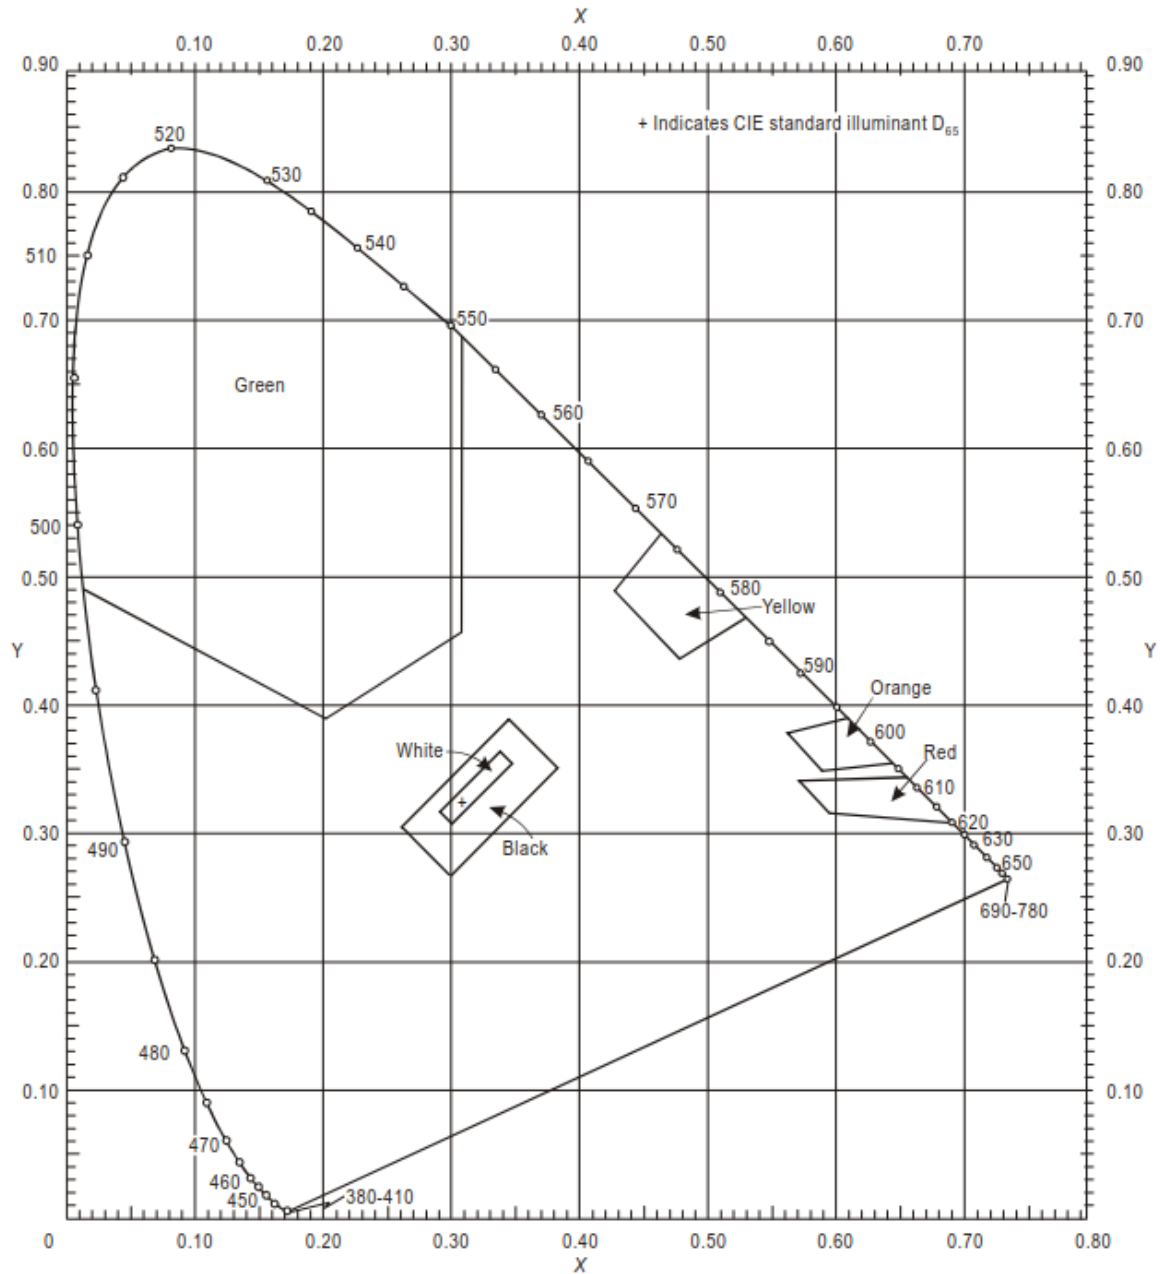 X
0.10 0.20 0.30 0.40 0.50 0.60 0.70
0.90 0.90
+ Indicates CIE standard illuminant D65
520
530
0.80 0.80
540
510
0.70 550 0.70
Green
560
0.60 0.60
570
500
0.50 580 0.50
Yellow
Y Y
590
Orange
0.40 0.40
600
White Red
610
620
0.30 630 0.30
490 Black
650
690-780
0.20 0.20
480
0.10 0.10
470
460
450 380-410
0 0.10 0.20 0.30 0.40 0.50 0.60 0.70 0.80
X